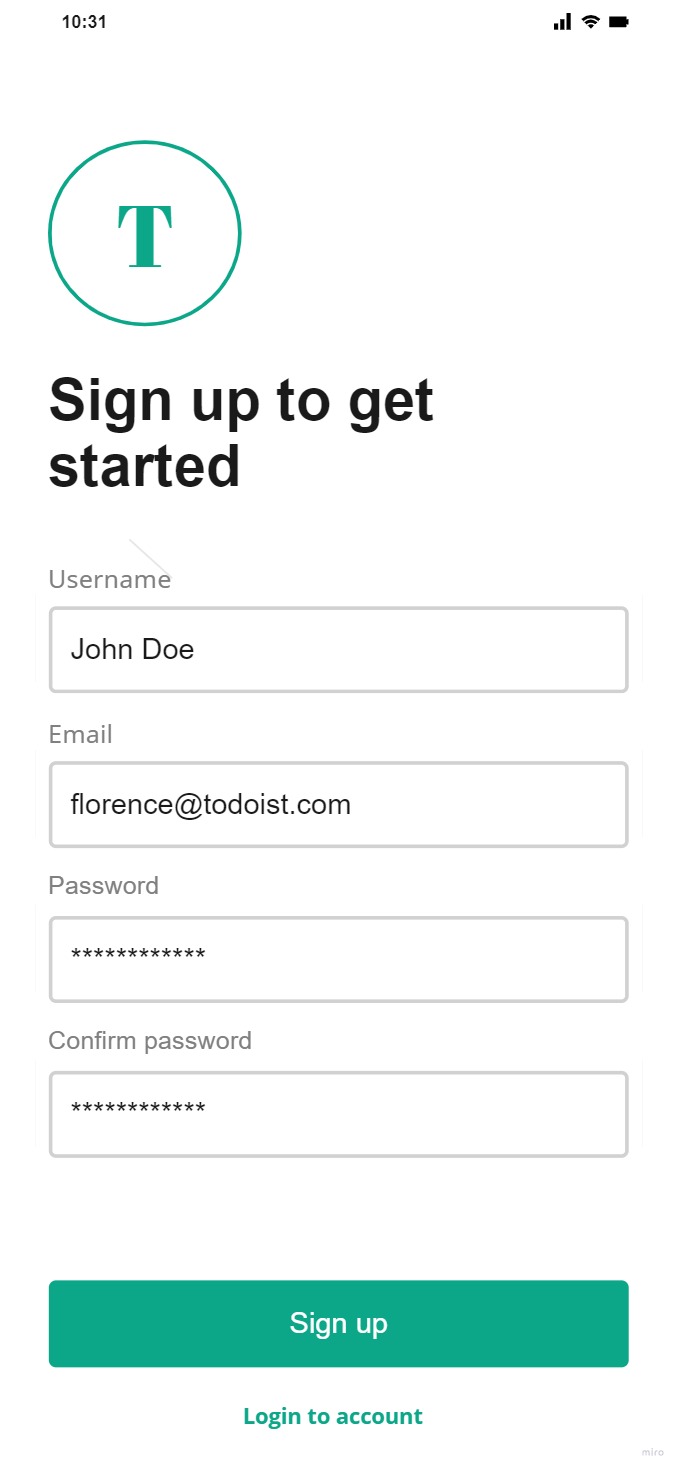 10:31
T
Sign up to get
started
Username
John Doe
Email
florence@todoist.com
Password
************
Confirm password
************
Sign up
Login to account
miro